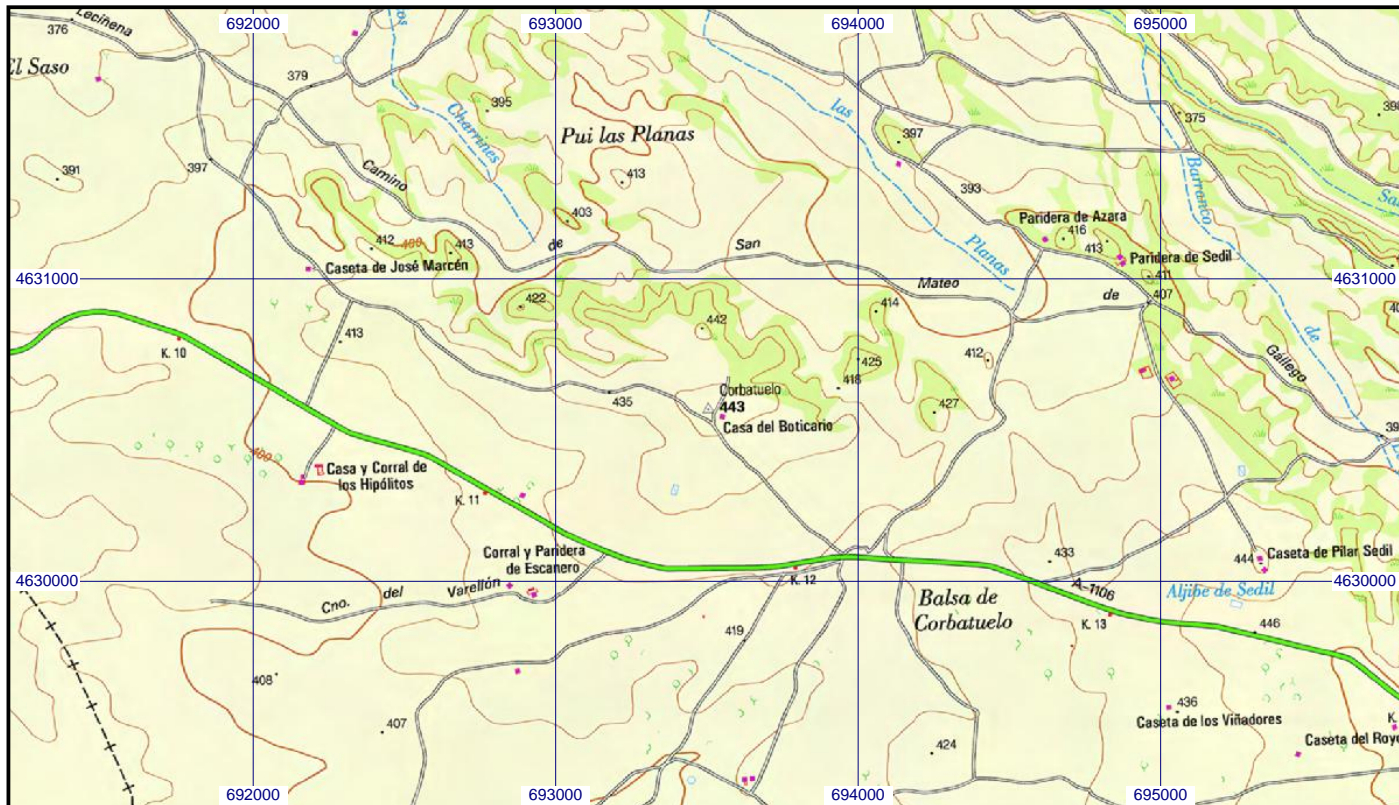 692000
693000
694000
695000
Leciñena
376
El Saso
379
395
Charrines
Pui las Planas
las
397
375
398
Barranco
391
397
Camino
413
393
403
Paridera de Azara
416
413
412
400
413
de
San
Planas
Paridera de Sedil
Caseta de José Marcén
4631000
4631000
411
Mateo
de
407
422
414
442
413
K. 10
425
412
de
Gállego
418
Corbatuelo
443
435
427
Casa del Boticario
400
Casa y Corral de
los Hipólitos
K. 11
Corral y Paridera
de Escanero
433
444
Caseta de Pilar Sedil
4630000
4630000
K. 12
A-1106
Cno.
del
Varellón
Balsa de
Corbatuelo
Aljibe de Sedil
K. 13
419
446
408
407
436
Caseta de los Viñadores
K.
424
Caseta del Royo
692000
693000
694000
695000